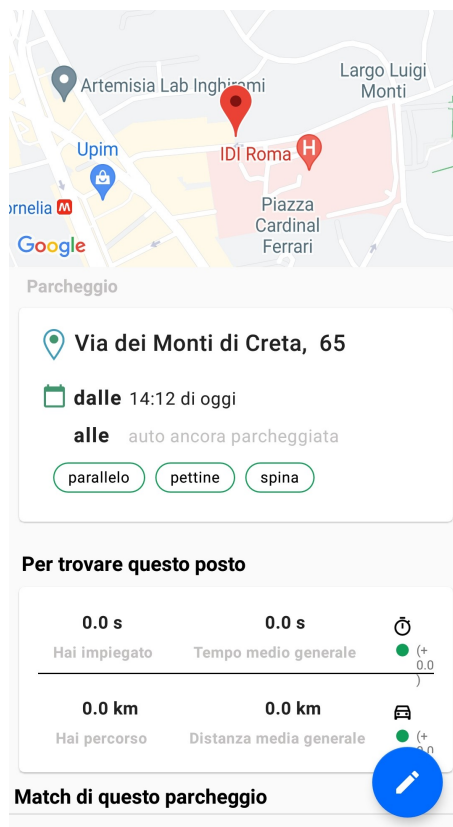 Artemisia Lab Inghirami
Largo Luigi
Monti
Upim
IDI Roma
H
ornelia M
Piazza
Cardinal
Ferrari
Google
Parcheggio
Via dei Monti di Creta, 65
dalle 14:12 di oggi
alle auto ancora parcheggiata
parallelo pettine spina
Per trovare questo posto
0.0 s 0.0 s
Hai impiegato Tempo medio generale (+
0.0
)
0.0 km 0.0 km
Hai percorso Distanza media generale (+
0.0
Match di questo parcheggio